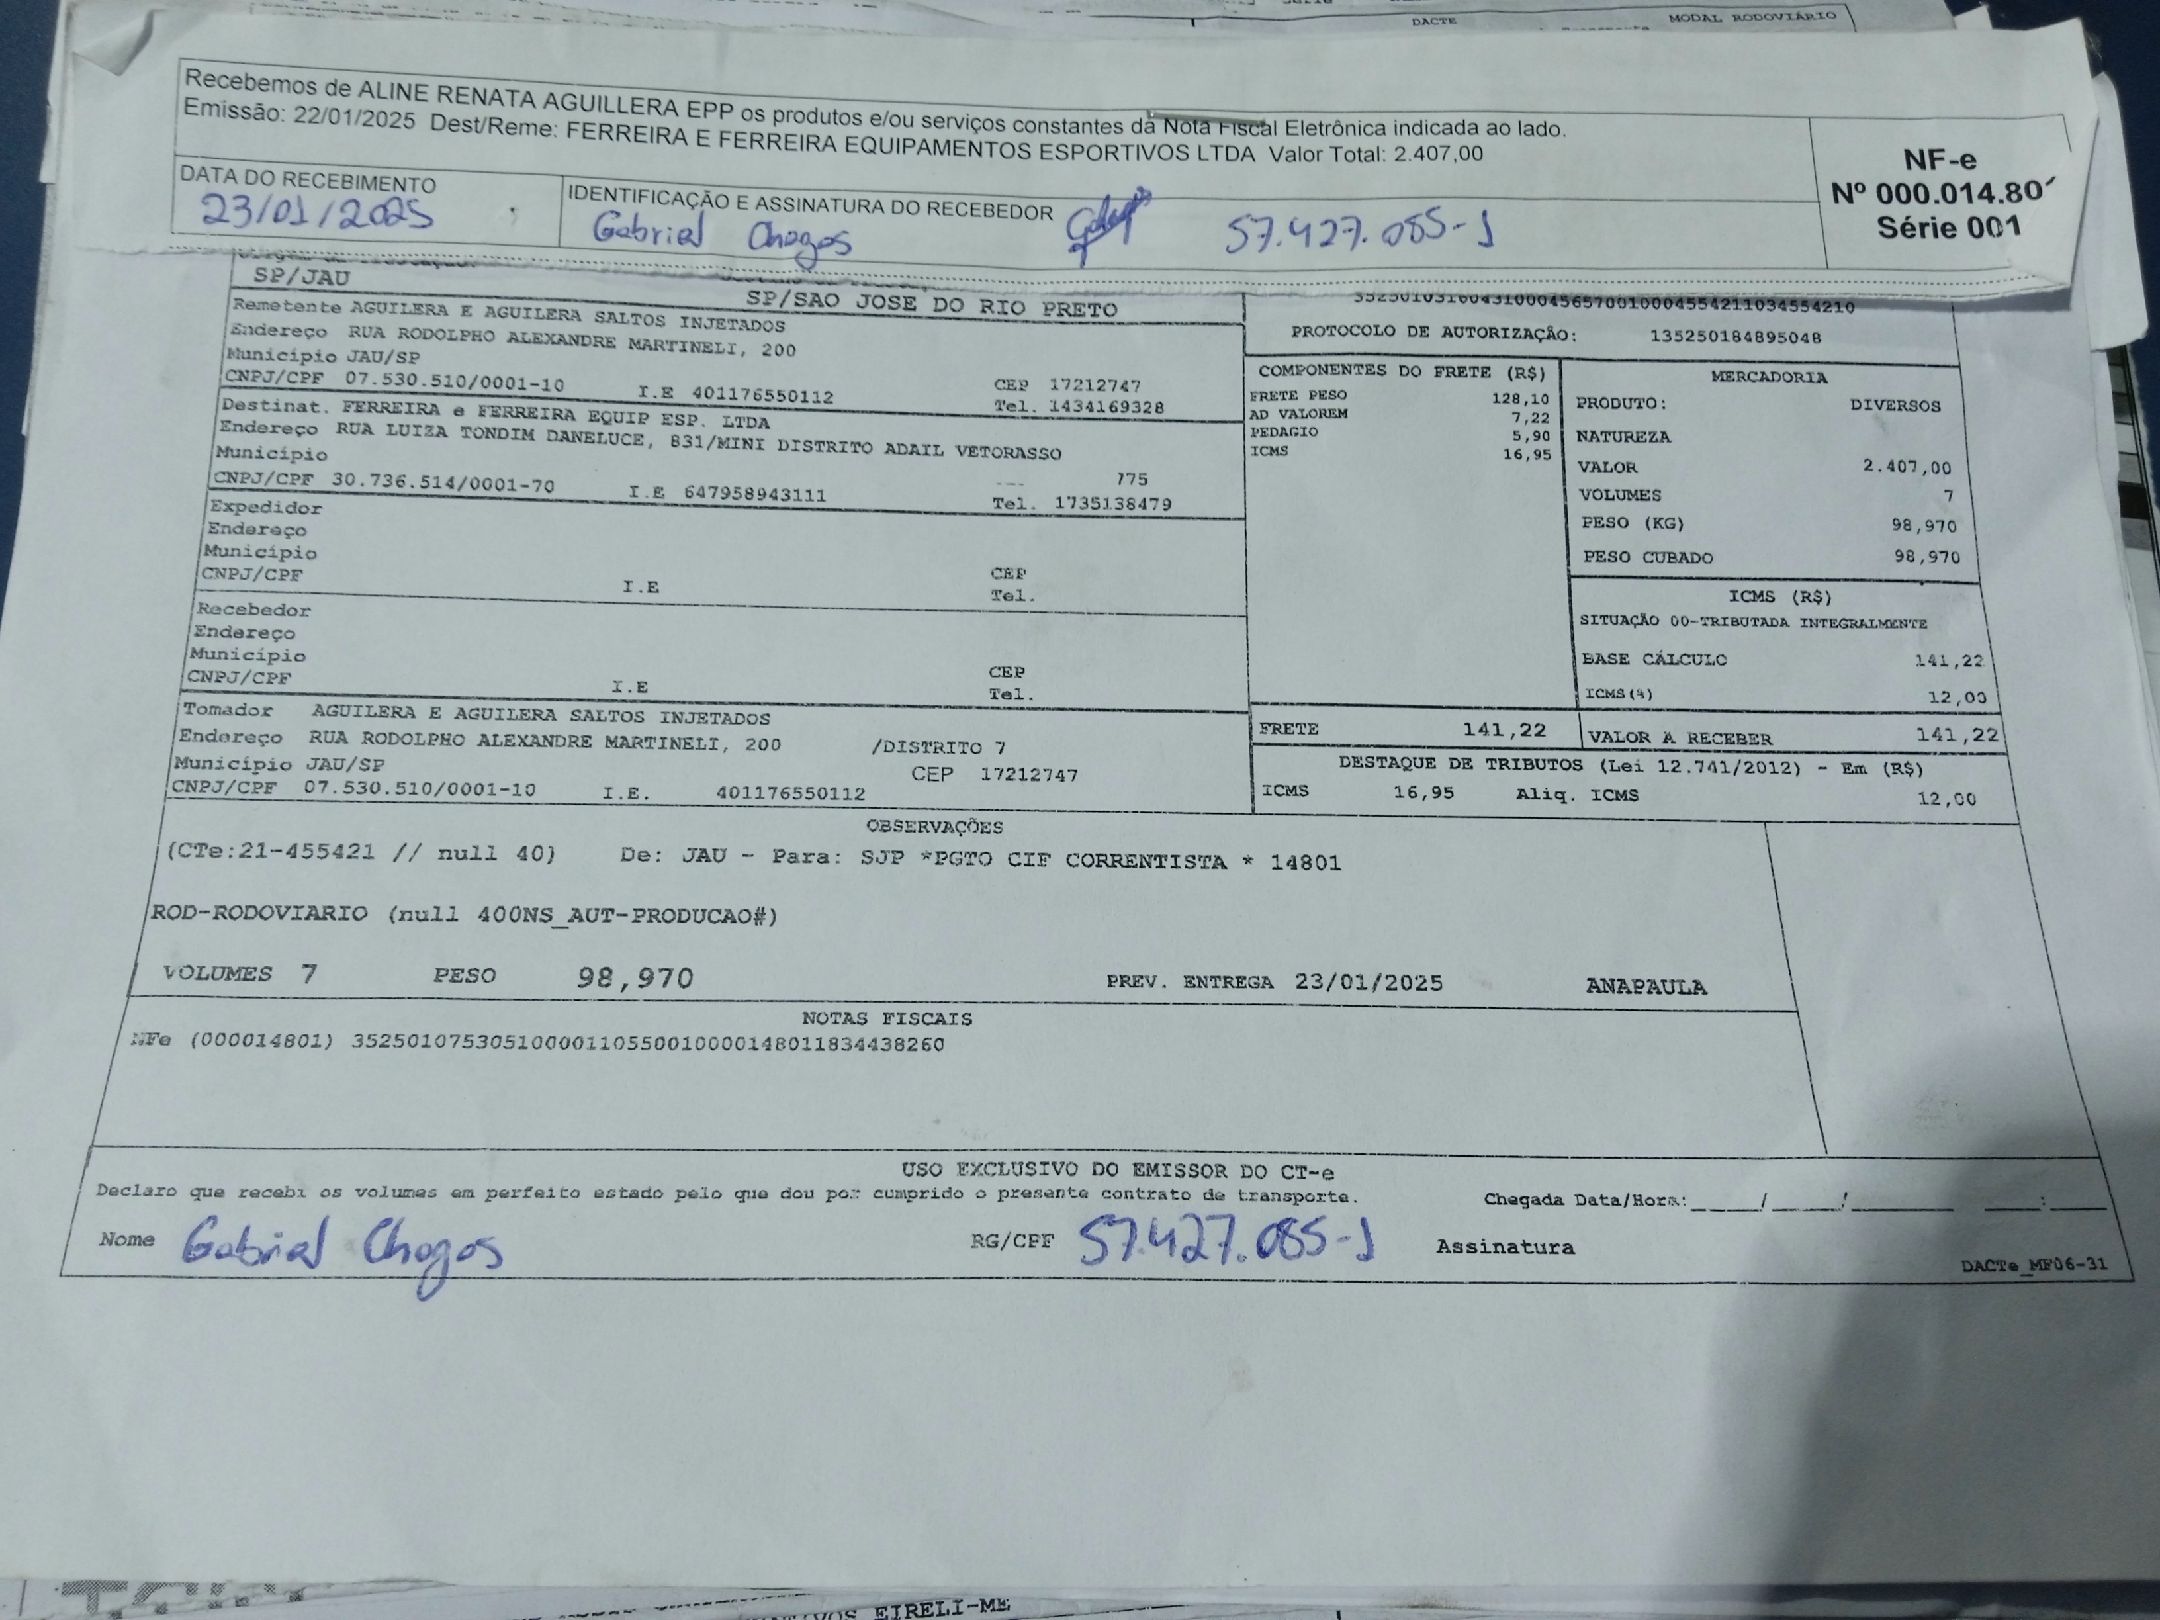 DACTE MODAL RODOVIÁRIO
Recebemos de ALINE RENATA AGUILLERA EPP os produtos e/ou serviços constantes da Nota Fiscal Eletrônica indicada ao lado.
Emissão: 22/01/2025 Dest/Reme: FERREIRA E FERREIRA EQUIPAMENTOS ESPORTIVOS LTDA Valor Total: 2.407,00
DATA DO RECEBIMENTO
23/01/2025
IDENTIFICAÇÃO E ASSINATURA DO RECEBEDOR
Gabriel Chagas 57.427.085-1
NF-e
Nº 000.014.80
Série 001
SP/JAU
SP/SAO JOSE DO RIO PRETO
Remetente AGUILERA E AGUILERA SALTOS INJETADOS
Endereço RUA RODOLPHO ALEXANDRE MARTINELI, 200
Município JAU/SP
CNPJ/CPF 07.530.510/0001-10 I.E 401176550112 CEP 17212747
Tel. 1434169328
Destinat. FERREIRA e FERREIRA EQUIP ESP. LTDA
Endereço RUA LUIZA TONDIM DANELUCE, 831/MINI DISTRITO ADAIL VETORASSO
Município 775
CNPJ/CPF 30.736.514/0001-70 I.E 647958943111 Tel. 1735138479
Expedidor
Endereço
Município
CNPJ/CPF I.E CEP
Tel.
Recebedor
Endereço
Município
CNPJ/CPF I.E CEP
Tel.
Tomador AGUILERA E AGUILERA SALTOS INJETADOS
Endereço RUA RODOLPHO ALEXANDRE MARTINELI, 200 /DISTRITO 7
Município JAU/SP CEP 17212747
CNPJ/CPF 07.530.510/0001-10 I.E. 401176550112
PROTOCOLO DE AUTORIZAÇÃO: 135250184895048
COMPONENTES DO FRETE (R$)
FRETE PESO 128,10
AD VALOREM 7,22
PEDAGIO 5,90
ICMS 16,95
MERCADORIA
PRODUTO: DIVERSOS
NATUREZA
VALOR 2.407,00
VOLUMES 7
PESO (KG) 98,970
PESO CUBADO 98,970
ICMS (R$)
SITUAÇÃO 00-TRIBUTADA INTEGRALMENTE
BASE CÁLCULO 141,22
ICMS(%) 12,00
FRETE 141,22 VALOR A RECEBER 141,22
DESTAQUE DE TRIBUTOS (Lei 12.741/2012) - Em (R$)
ICMS 16,95 Aliq. ICMS 12,00
OBSERVAÇÕES
(CTe:21-455421 // null 40) De: JAU - Para: SJP *PGTO CIF CORRENTISTA * 14801
ROD-RODOVIARIO (null 400NS_AUT-PRODUCAO#)
VOLUMES 7 PESO 98,970 PREV. ENTREGA 23/01/2025 ANAPAULA
NOTAS FISCAIS
NFe (000014801) 35250107530510000110550010000148011834438260
USO EXCLUSIVO DO EMISSOR DO CT-e
Declaro que recebi os volumes em perfeito estado pelo que dou por cumprido o presente contrato de transporte.
Chegada Data/Hora:____/____/______ ____:____
Nome Gabriel Chagas RG/CPF 57.427.085-1 Assinatura
DACTe_MF06-31
EIRELI-ME